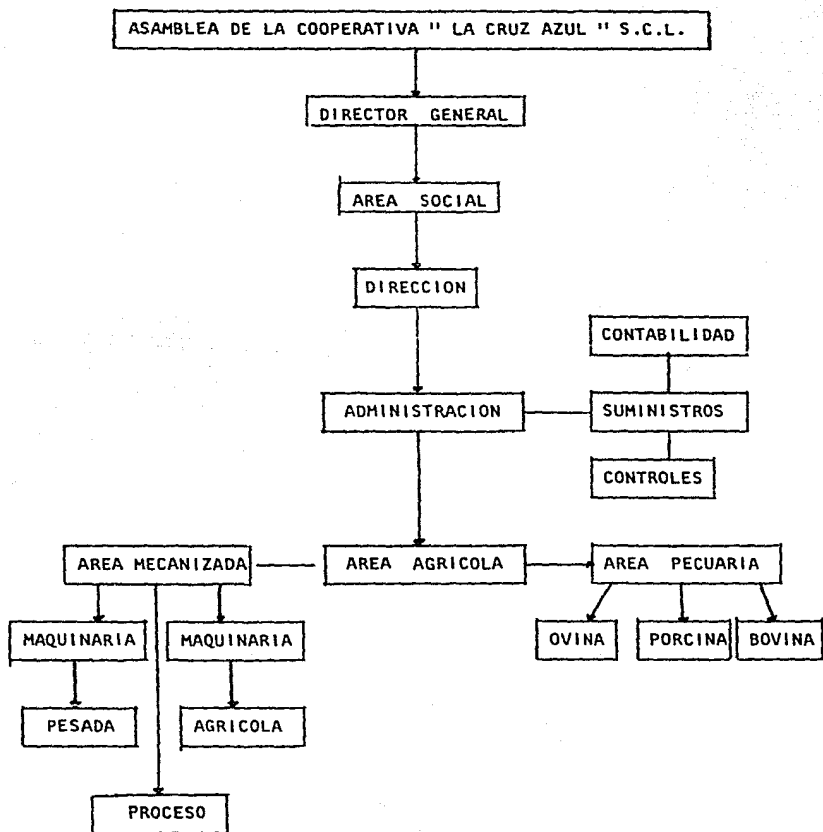 ASAMBLEA DE LA COOPERATIVA " LA CRUZ AZUL " S.C.L.
DIRECTOR GENERAL
AREA SOCIAL
DIRECCION
CONTABILIDAD
ADMINISTRACION
SUMINISTROS
CONTROLES
AREA MECANIZADA
AREA AGRICOLA
AREA PECUARIA
MAQUINARIA
MAQUINARIA
OVINA
PORCINA
BOVINA
PESADA
AGRICOLA
PROCESO